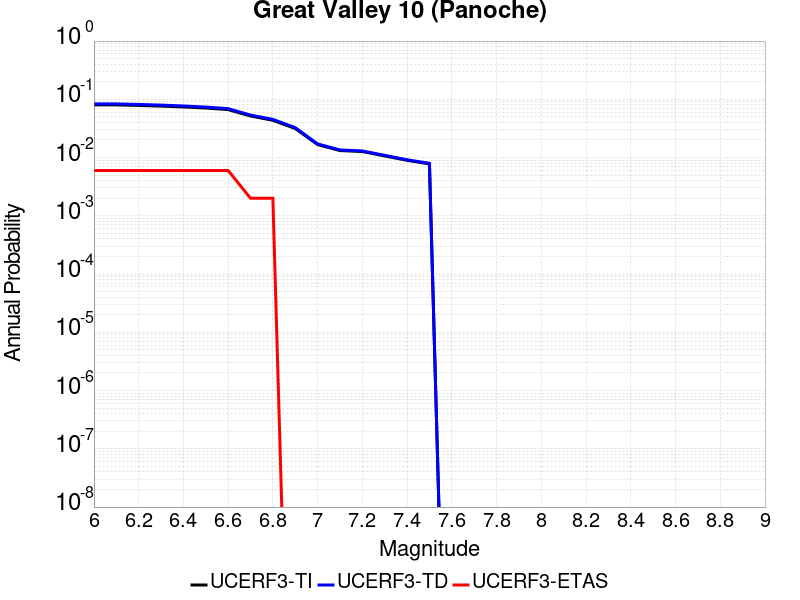 Great Valley 10 (Panoche)
10^0
10^-1
10^-2
10^-3
10^-4
10^-5
10^-6
10^-7
10^-8
Annual Probability
6 6.2 6.4 6.6 6.8 7 7.2 7.4 7.6 7.8 8 8.2 8.4 8.6 8.8 9
Magnitude
UCERF3-TI UCERF3-TD UCERF3-ETAS